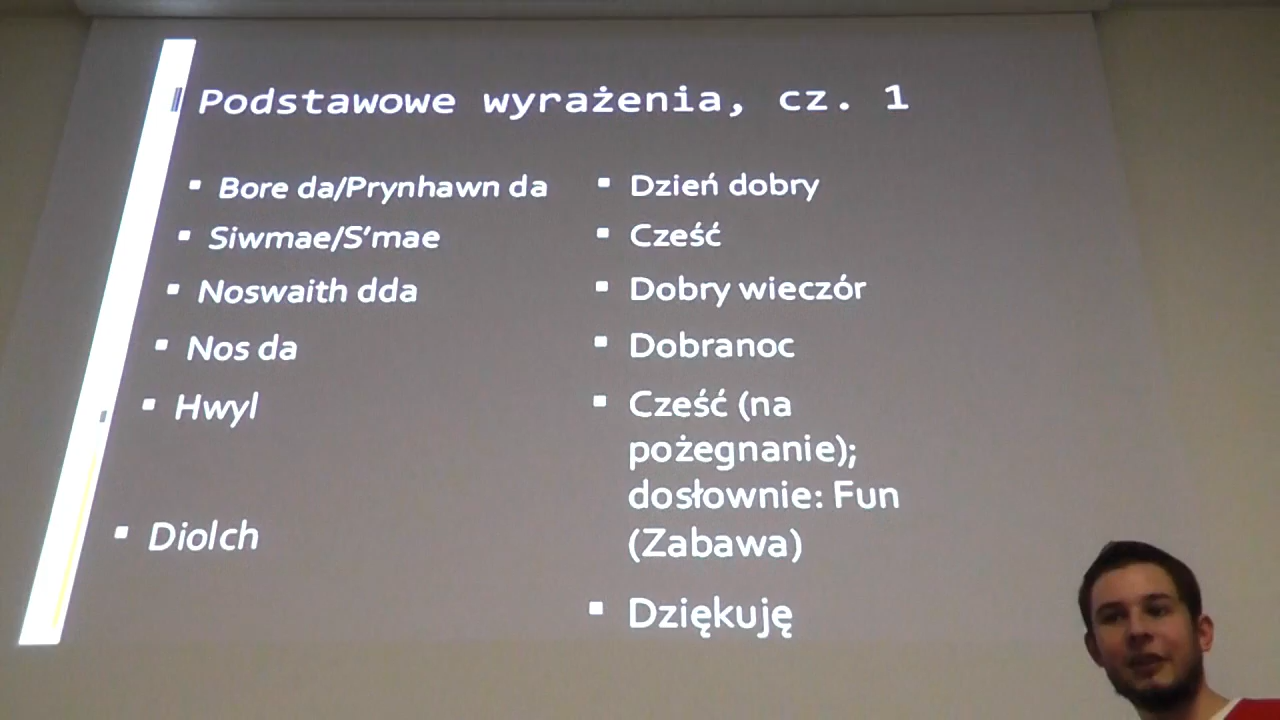 Podstawowe wyrażenia, cz. 1
Bore da/Prynhawn da
Siwmae/S'mae
Noswaith dda
Nos da
Hwyl
Diolch
Dzień dobry
Cześć
Dobry wieczór
Dobranoc
Cześć (na
pożegnanie);
dosłownie: Fun
(Zabawa)
Dziękuję